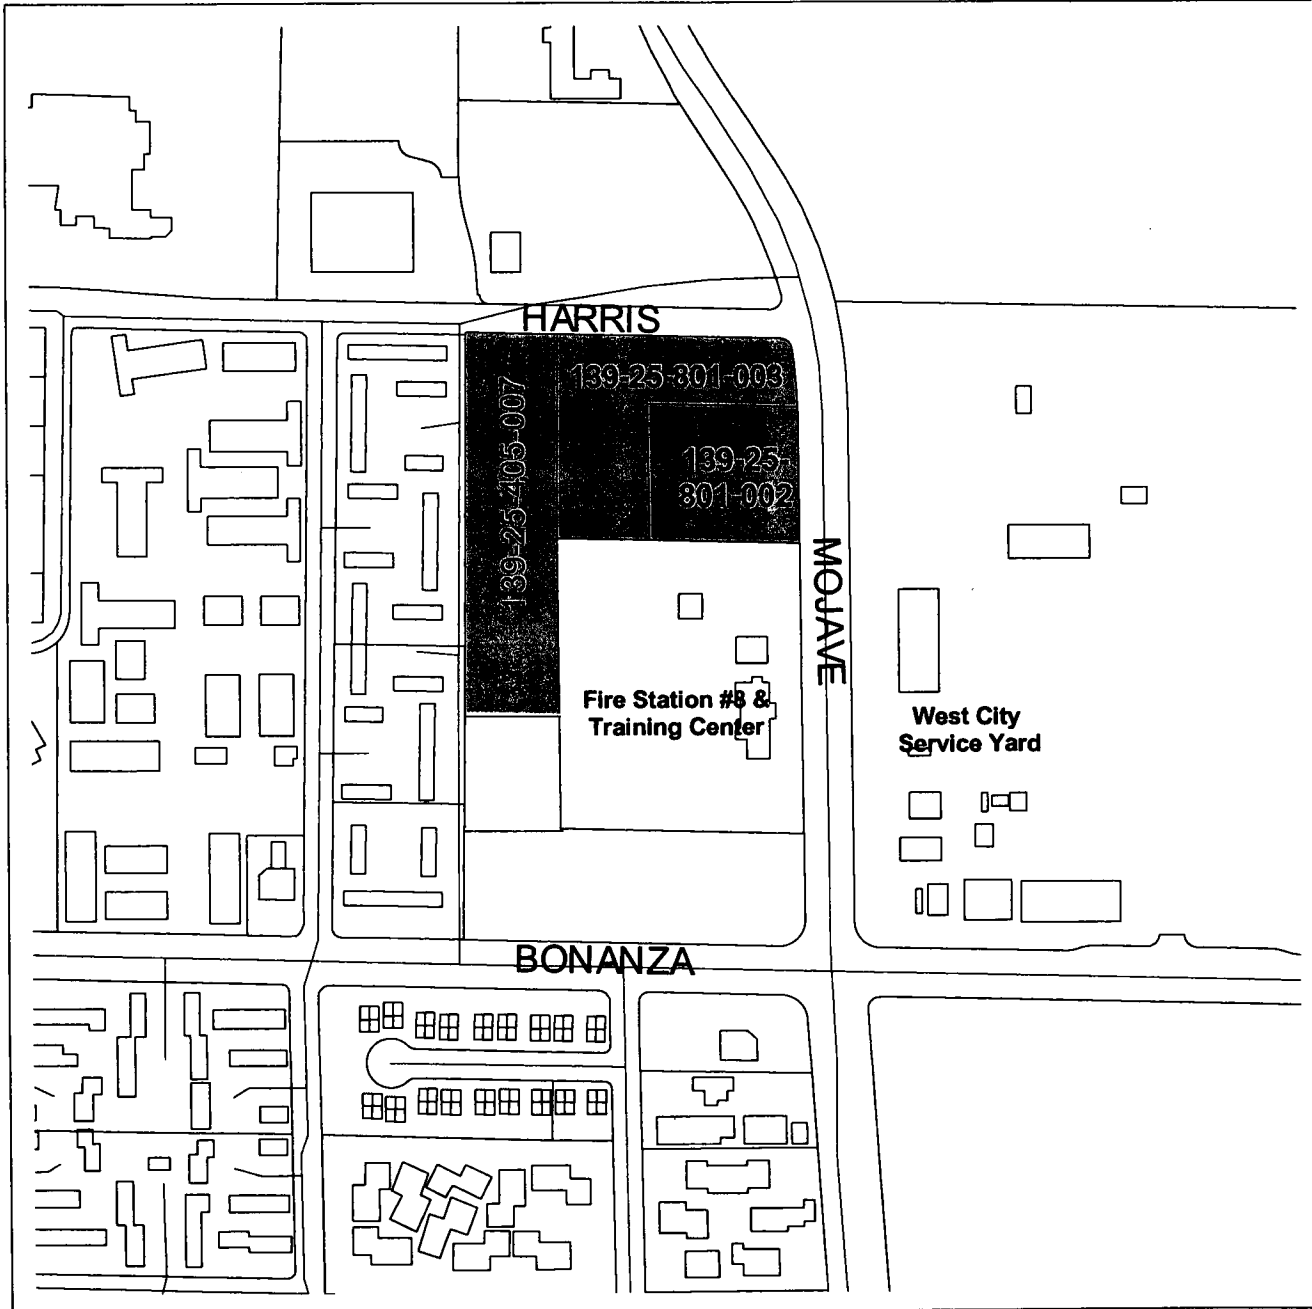 HARRIS
139-25-801-003
139-25-405-007
139-25-
801-002
MOJAVE
Fire Station #8 &
Training Center
West City
Service Yard
BONANZA